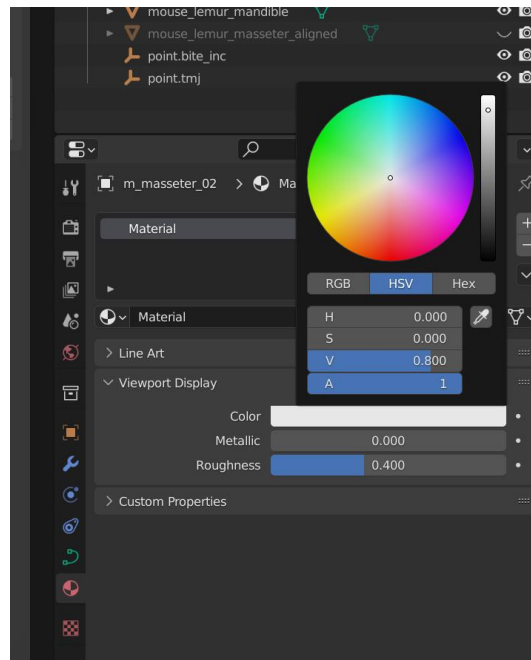 mouse_lemur_mandible
mouse_lemur_masseter_aligned
point.bite_inc
point.tmj
m_masseter_02 > Ma
Material
RGB HSV Hex
H 0.000
Material
S 0.000
V 0.800
Line Art
A 1
Viewport Display
Color
Metallic 0.000
Roughness 0.400
Custom Properties